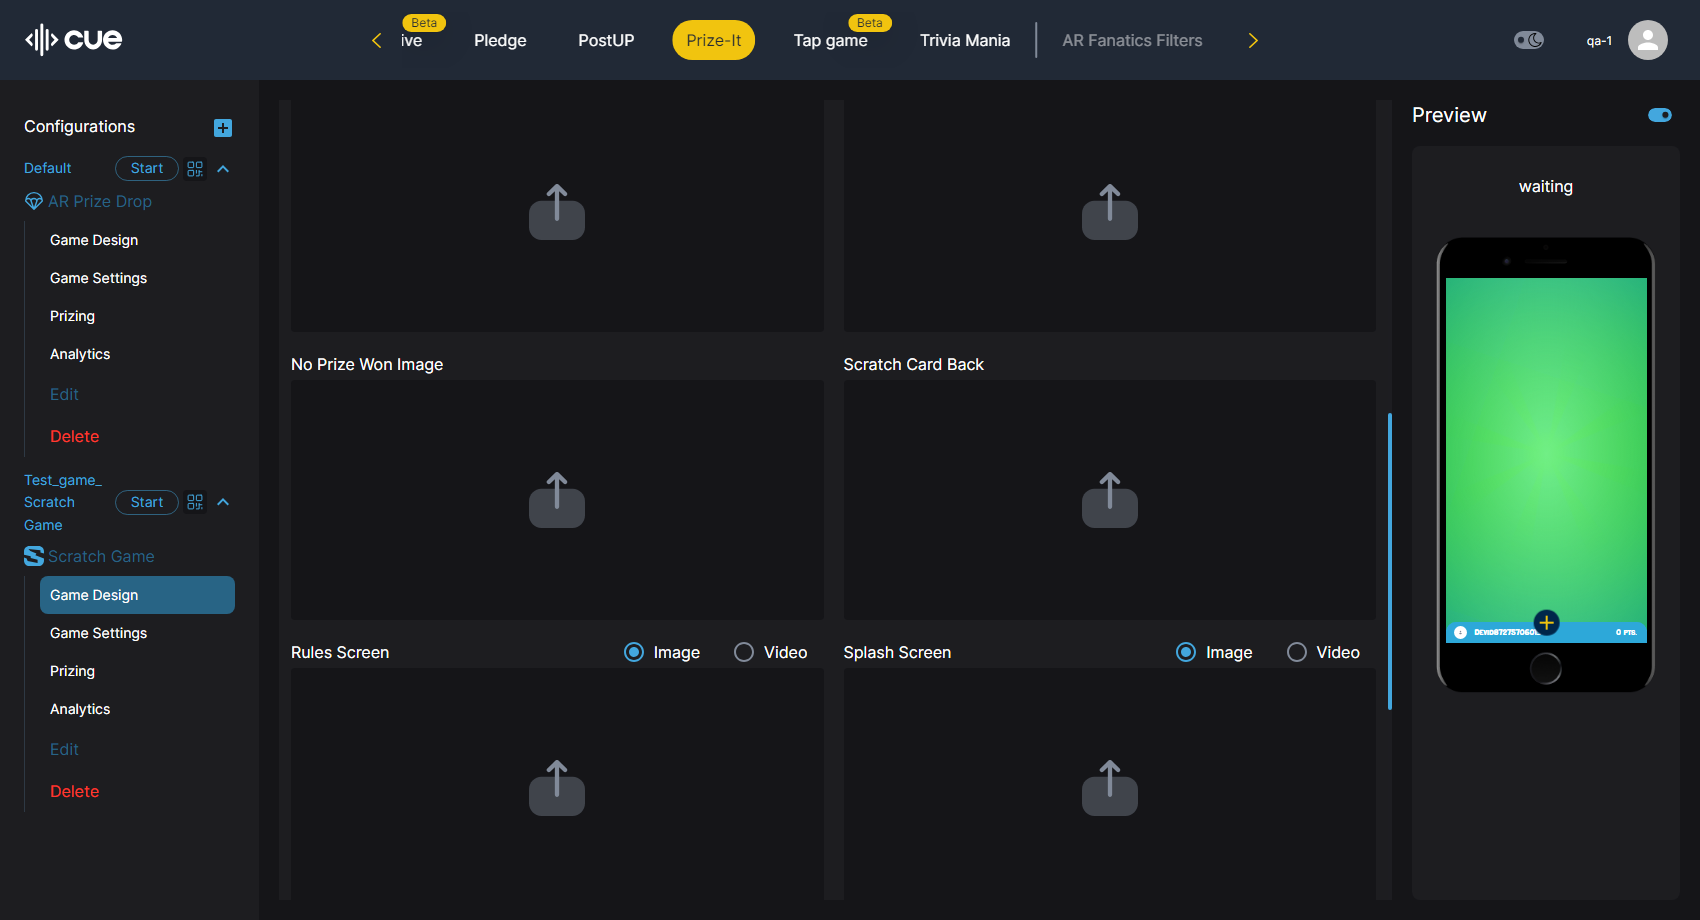 cue
ive
Beta
Pledge
PostUP
Prize-It
Tap game
Beta
Trivia Mania
AR Fanatics Filters
qa-1
Configurations
Default
Start
AR Prize Drop
Game Design
Game Settings
Prizing
Analytics
Edit
Delete
Test_game_
Scratch
Game
Start
Scratch Game
Game Design
Game Settings
Prizing
Analytics
Edit
Delete
No Prize Won Image
Scratch Card Back
Rules Screen
Image
Video
Splash Screen
Image
Video
Preview
waiting
0 PTS.